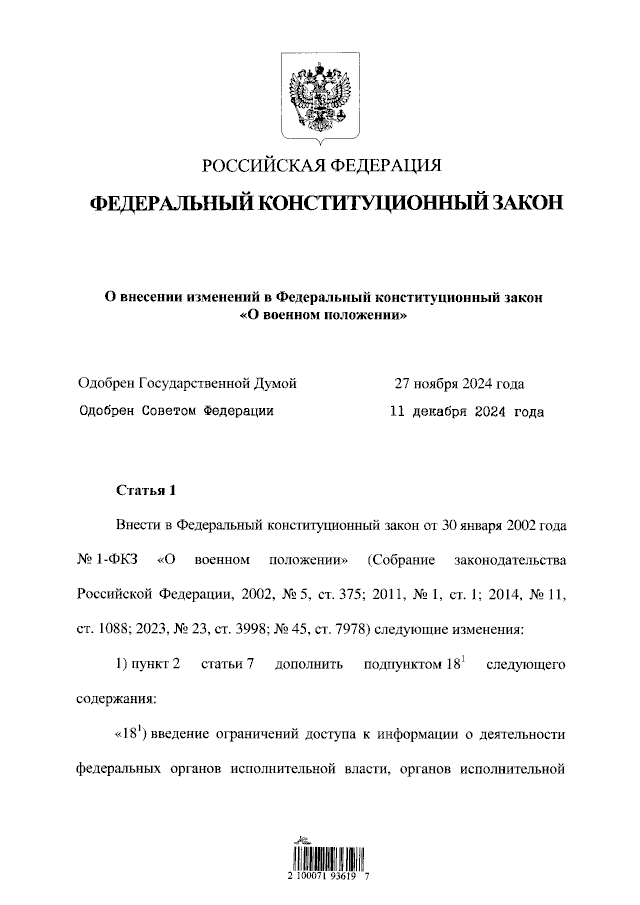 РОССИЙСКАЯ ФЕДЕРАЦИЯ
ФЕДЕРАЛЬНЫЙ КОНСТИТУЦИОННЫЙ ЗАКОН
О внесении изменений в Федеральный конституционный закон
«О военном положении»
Одобрен Государственной Думой 27 ноября 2024 года
Одобрен Советом Федерации 11 декабря 2024 года
Статья 1
Внести в Федеральный конституционный закон от 30 января 2002 года
№ 1-ФКЗ «О военном положении» (Собрание законодательства
Российской Федерации, 2002, № 5, ст. 375; 2011, № 1, ст. 1; 2014, № 11,
ст. 1088; 2023, № 23, ст. 3998; № 45, ст. 7978) следующие изменения:
1) пункт 2 статьи 7 дополнить подпунктом 18¹ следующего
содержания:
«18¹) введение ограничений доступа к информации о деятельности
федеральных органов исполнительной власти, органов исполнительной
2 100071 93619 7